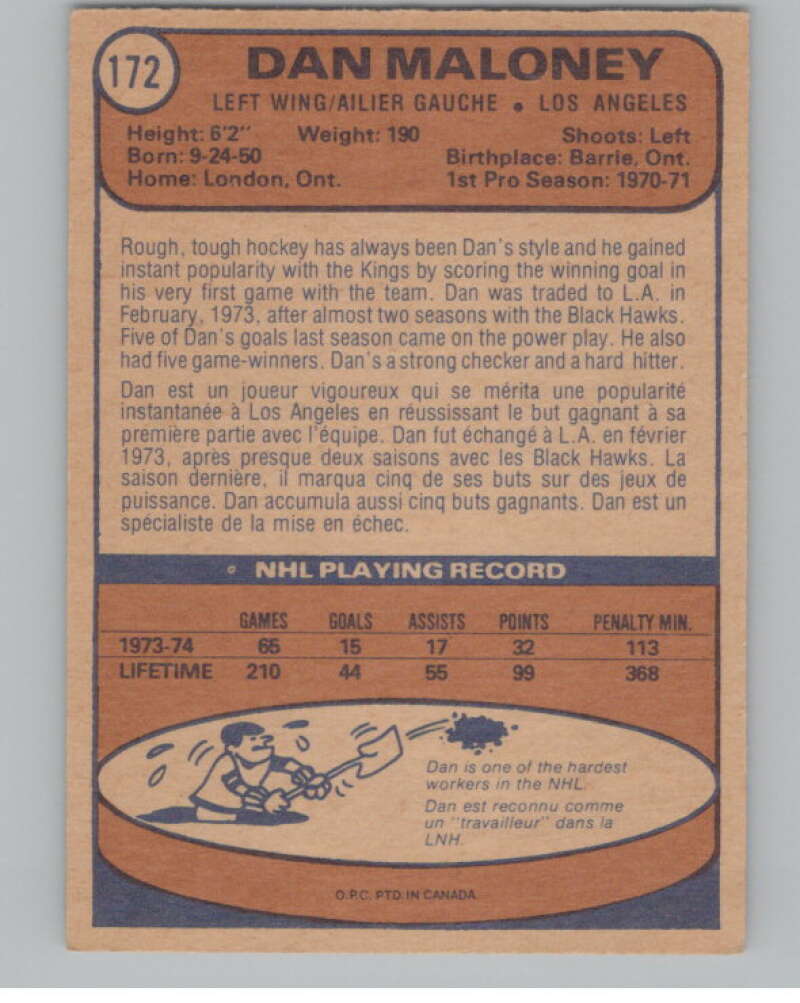 172
DAN MALONEY
LEFT WING/AILIER GAUCHE • LOS ANGELES
Height: 6'2" Weight: 190 Shoots: Left
Born: 9-24-50 Birthplace: Barrie, Ont.
Home: London, Ont. 1st Pro Season: 1970-71
Rough, tough hockey has always been Dan's style and he gained
instant popularity with the Kings by scoring the winning goal in
his very first game with the team. Dan was traded to L.A. in
February, 1973, after almost two seasons with the Black Hawks.
Five of Dan's goals last season came on the power play. He also
had five game-winners. Dan's a strong checker and a hard hitter.
Dan est un joueur vigoureux qui se mérita une popularité
instantanée à Los Angeles en réussissant le but gagnant à sa
première partie avec l'équipe. Dan fut échangé à L.A. en février
1973, après presque deux saisons avec les Black Hawks. La
saison dernière, il marqua cinq de ses buts sur des jeux de
puissance. Dan accumula aussi cinq buts gagnants. Dan est un
spécialiste de la mise en échec.
NHL PLAYING RECORD
GAMES GOALS ASSISTS POINTS PENALTY MIN.
1973-74 65 15 17 32 113
LIFETIME 210 44 55 99 368
Dan is one of the hardest
workers in the NHL.
Dan est reconnu comme
un "travailleur" dans la
LNH.
O.P.C. PTD. IN CANADA